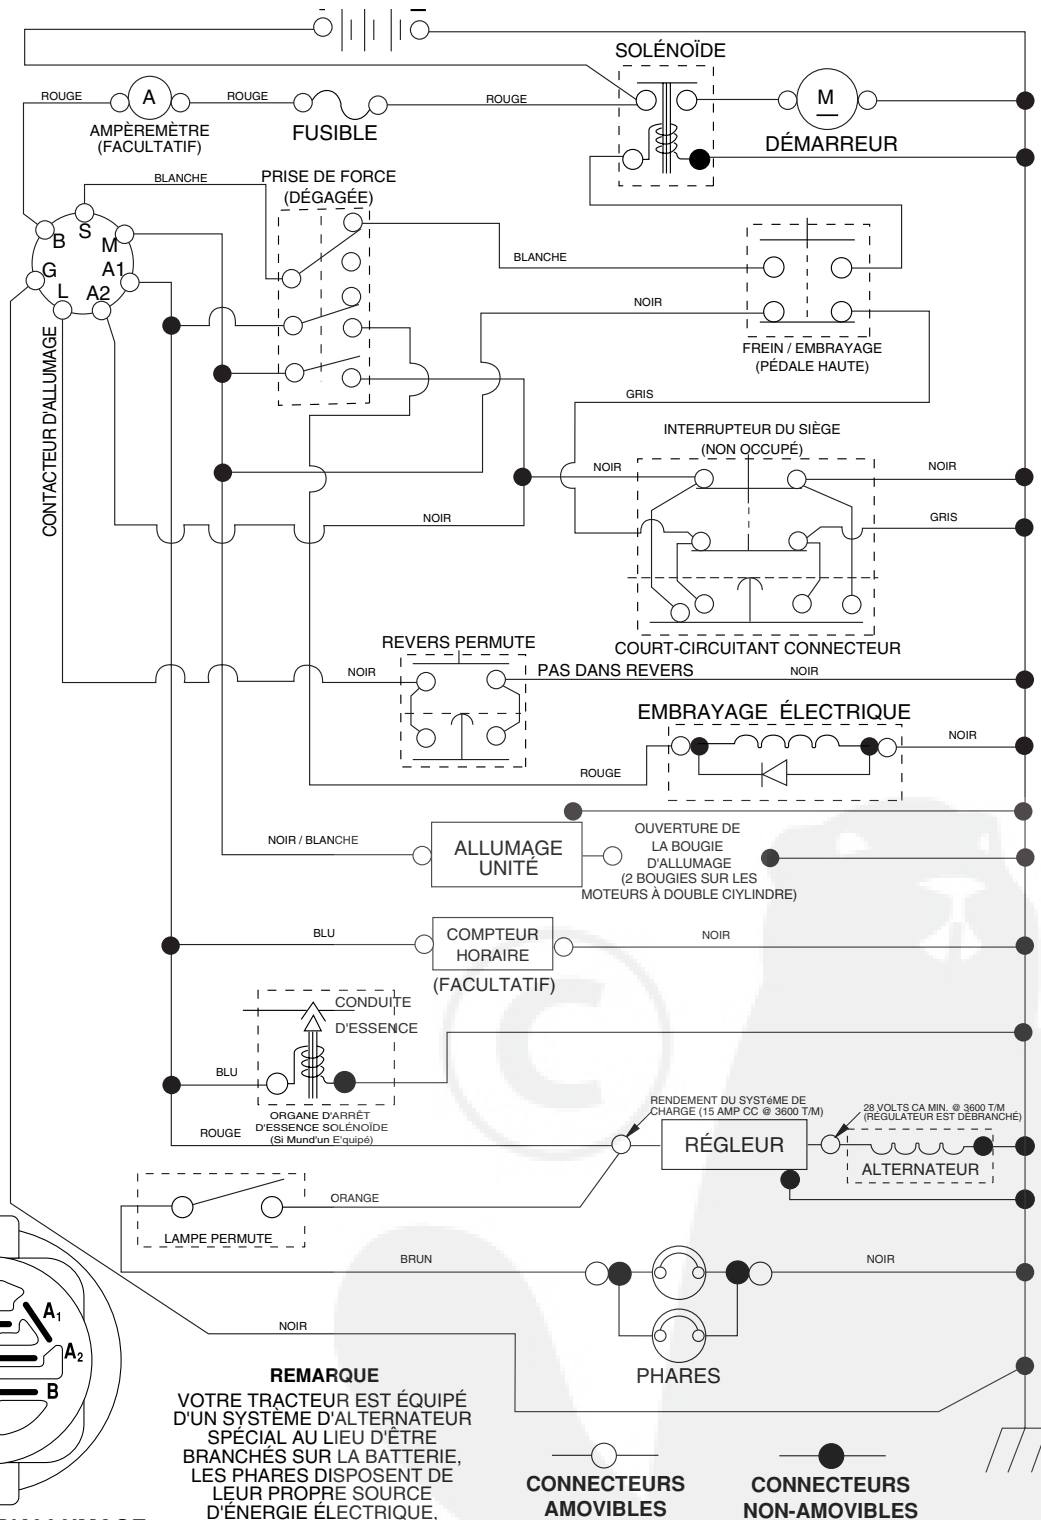 SOLÉNOÏDE
ROUGE
A
ROUGE
ROUGE
M
AMPÈREMÈTRE
(FACULTATIF)
FUSIBLE
DÉMARREUR
BLANCHE
PRISE DE FORCE
(DÉGAGÉE)
B
S
M
G
A1
L
A2
BLANCHE
NOIR
CONTACTEUR D'ALLUMAGE
FREIN / EMBRAYAGE
(PÉDALE HAUTE)
GRIS
INTERRUPTEUR DU SIÈGE
(NON OCCUPÉ)
NOIR
NOIR
NOIR
GRIS
REVERS PERMUTE
COURT-CIRCUITANT CONNECTEUR
NOIR
PAS DANS REVERS
NOIR
EMBRAYAGE ÉLECTRIQUE
NOIR
ROUGE
NOIR / BLANCHE
ALLUMAGE
UNITÉ
OUVERTURE DE
LA BOUGIE
D'ALLUMAGE
(2 BOUGIES SUR LES
MOTEURS À DOUBLE CIYLINDRE)
BLU
COMPTEUR
HORAIRE
NOIR
(FACULTATIF)
CONDUITE
D'ESSENCE
BLU
ORGANE D'ARRÊT
D'ESSENCE SOLÉNOÏDE
(Si Mund'un E'quipé)
RENDEMENT DU SYSTéME DE
CHARGE (15 AMP CC @ 3600 T/M)
28 VOLTS CA MIN. @ 3600 T/M
(RÉGULATEUR EST DÉBRANCHÉ)
ROUGE
RÉGLEUR
ALTERNATEUR
ORANGE
LAMPE PERMUTE
BRUN
NOIR
A1
A2
B
NOIR
PHARES
REMARQUE
VOTRE TRACTEUR EST ÉQUIPÉ
D'UN SYSTÈME D'ALTERNATEUR
SPÉCIAL AU LIEU D'ÊTRE
BRANCHÉS SUR LA BATTERIE,
LES PHARES DISPOSENT DE
LEUR PROPRE SOURCE
D'ÉNERGIE ÉLECTRIQUE,
CONNECTEURS
AMOVIBLES
CONNECTEURS
NON-AMOVIBLES